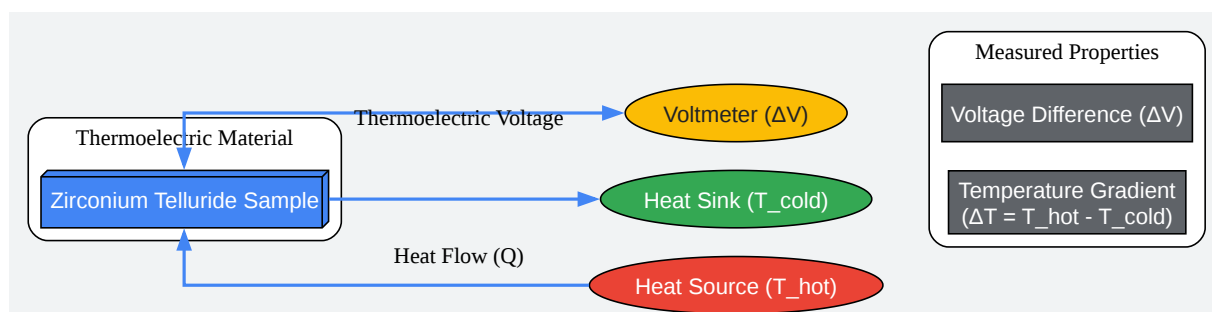 Thermoelectric Material
Zirconium Telluride Sample
Thermoelectric Voltage
Heat Flow (Q)
Voltmeter (ΔV)
Heat Sink (T_cold)
Heat Source (T_hot)
Measured Properties
Voltage Difference (ΔV)
Temperature Gradient
(ΔT = T_hot - T_cold)